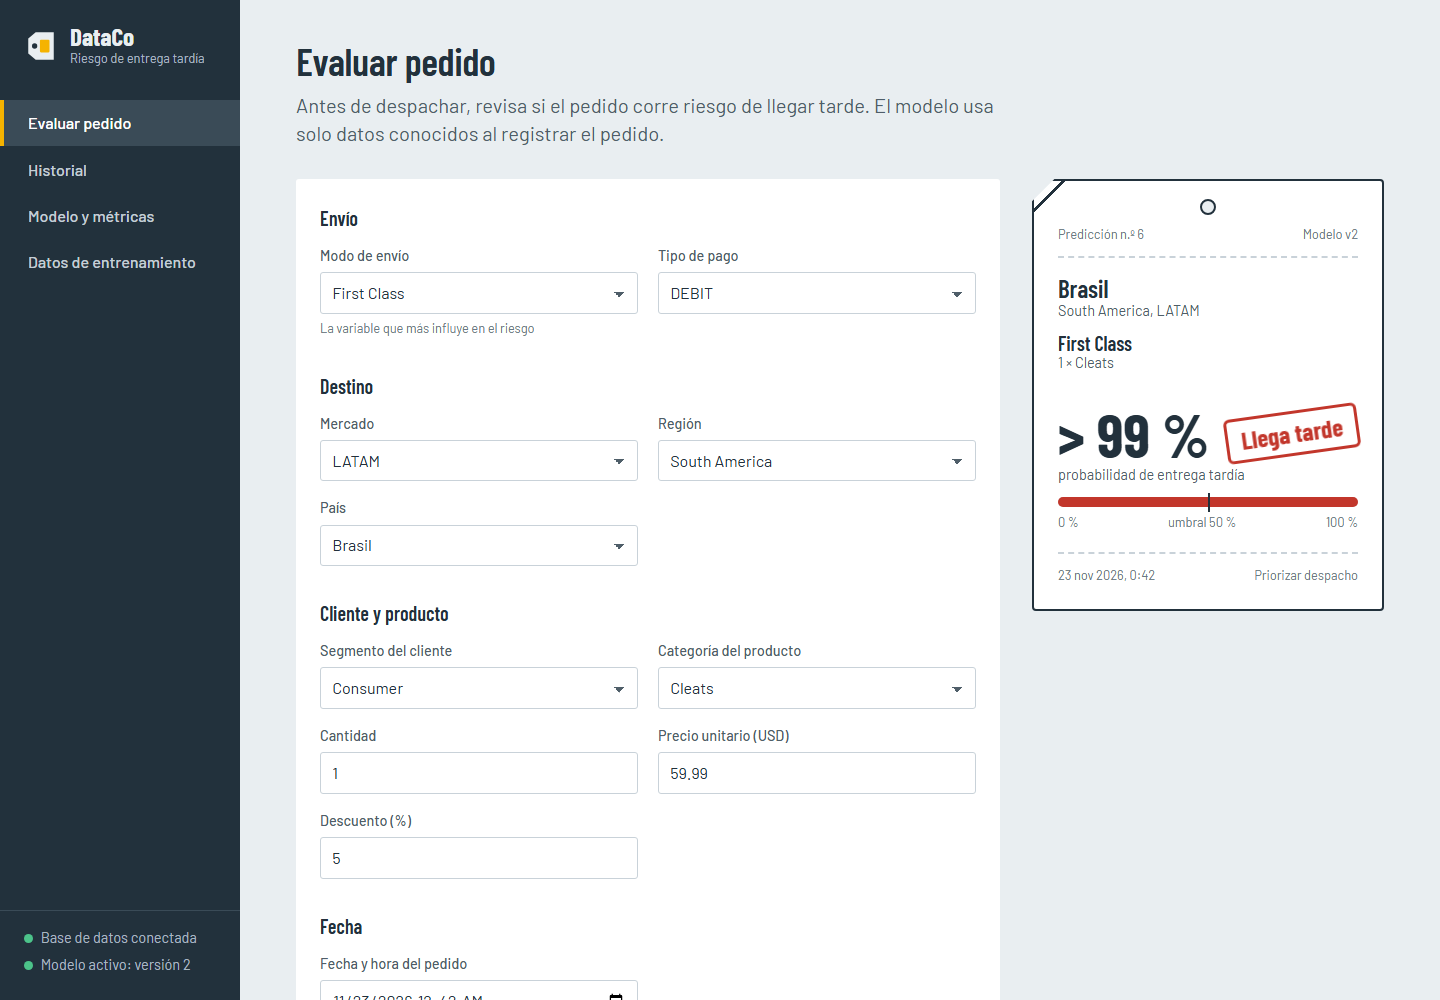 DataCo
Riesgo de entrega tardía
Evaluar pedido
Historial
Modelo y métricas
Datos de entrenamiento
Base de datos conectada
Modelo activo: versión 2
Evaluar pedido
Antes de despachar, revisa si el pedido corre riesgo de llegar tarde. El modelo usa
solo datos conocidos al registrar el pedido.
Envío
Modo de envío
Tipo de pago
First Class
DEBIT
La variable que más influye en el riesgo
Destino
Mercado
Región
LATAM
South America
País
Brasil
Cliente y producto
Segmento del cliente
Categoría del producto
Consumer
Cleats
Cantidad
Precio unitario (USD)
1
59.99
Descuento (%)
5
Fecha
Fecha y hora del pedido
11/23/2026 12:42 AM
Predicción n.º 6
Modelo v2
Brasil
South America, LATAM
First Class
1 × Cleats
> 99 %
Llega tarde
probabilidad de entrega tardía
0 %
umbral 50 %
100 %
23 nov 2026, 0:42
Priorizar despacho